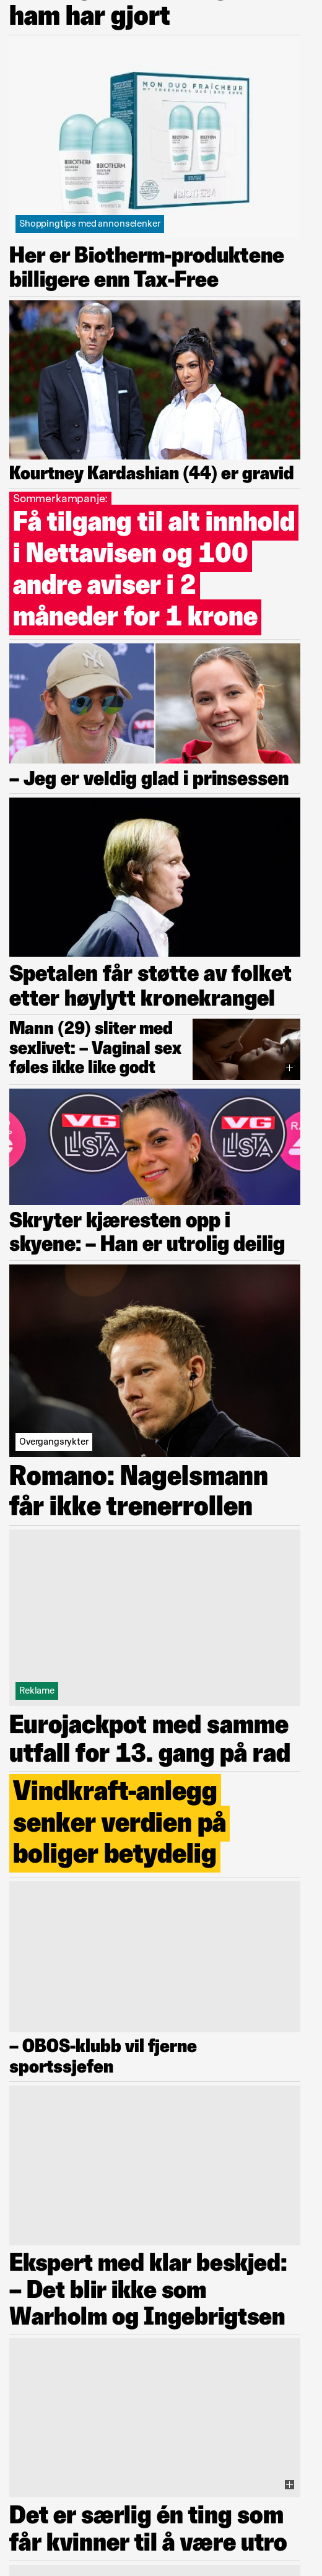 ham har gjort
MON DUO FRAÎCHEUR
BIOTHERM
BIOTHERM
Shoppingtips med annonselenker
Her er Biotherm-produktene
billigere enn Tax-Free
Kourtney Kardashian (44) er gravid
Sommerkampanje:
Få tilgang til alt innhold
i Nettavisen og 100
andre aviser i 2
måneder for 1 krone
VG
– Jeg er veldig glad i prinsessen
Spetalen får støtte av folket
etter høylytt kronekrangel
Mann (29) sliter med
sexlivet: – Vaginal sex
føles ikke like godt
VG
LISTA
VG
LISTA
Skryter kjæresten opp i
skyene: – Han er utrolig deilig
Overgangsrykter
Romano: Nagelsmann
får ikke trenerrollen
Reklame
Eurojackpot med samme
utfall for 13. gang på rad
Vindkraft-anlegg
senker verdien på
boliger betydelig
– OBOS-klubb vil fjerne
sportssjefen
Ekspert med klar beskjed:
– Det blir ikke som
Warholm og Ingebrigtsen
Det er særlig én ting som
får kvinner til å være utro